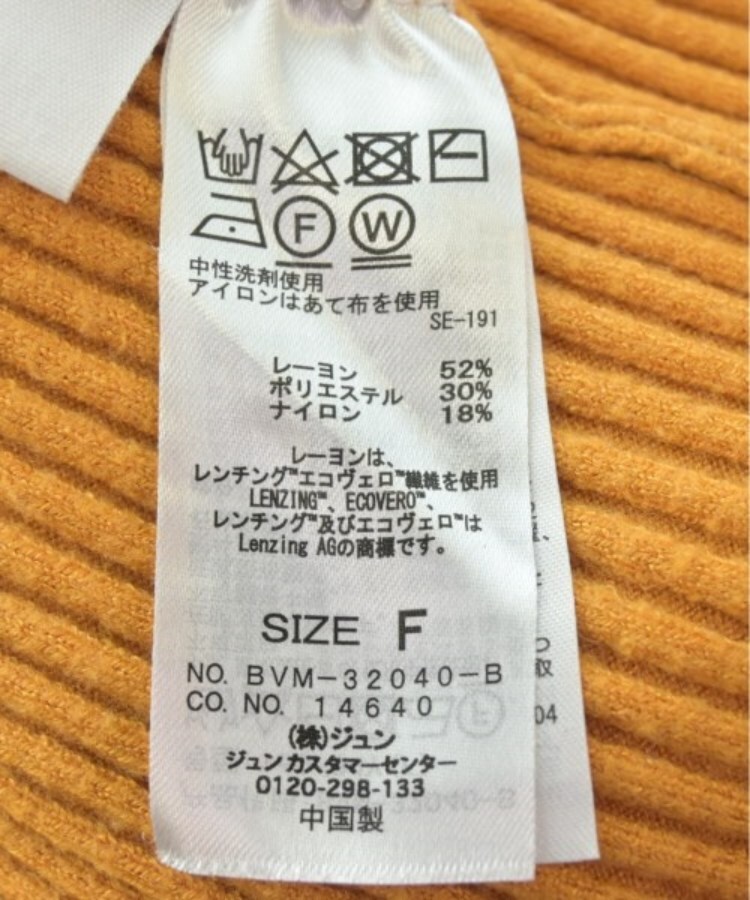 F W
中性洗剤使用
アイロンはあて布を使用
SE-191
レーヨン 52%
ポリエステル 30%
ナイロン 18%
レーヨンは、
レンチング™エコヴェロ™繊維を使用
LENZING™、ECOVERO™、
レンチング™及びエコヴェロ™は
Lenzing AGの商標です。
SIZE F
NO. BVM-32040-B
CO. NO. 14640
(株)ジュン
ジュンカスタマーセンター
0120-298-133
中国製
つ
取
04